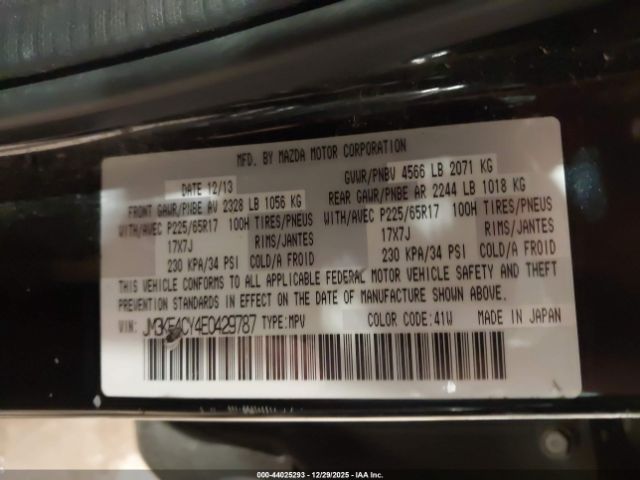 MFD. BY MAZDA MOTOR CORPORATION
DATE 12/13
GVWR/PNBV 4566 LB 2071 KG
FRONT GAWR/PNBE AV 2328 LB 1056 KG
REAR GAWR/PNBE AR 2244 LB 1018 KG
WITH/AVEC P225/65R17 100H TIRES/PNEUS
WITH/AVEC P225/65R17 100H TIRES/PNEUS
17X7J RIMS/JANTES
17X7J RIMS/JANTES
230 KPA/34 PSI COLD/A FROID
230 KPA/34 PSI COLD/A FROID
THIS VEHICLE CONFORMS TO ALL APPLICABLE FEDERAL MOTOR VEHICLE SAFETY AND THEFT
PREVENTION STANDARDS IN EFFECT ON THE DATE OF MANUFACTURE SHOWN ABOVE.
VIN: JM3KE4CY4E0429787 TYPE:MPV COLOR CODE:41W MADE IN JAPAN
000-44025293 - 12/29/2025 - IAA Inc.